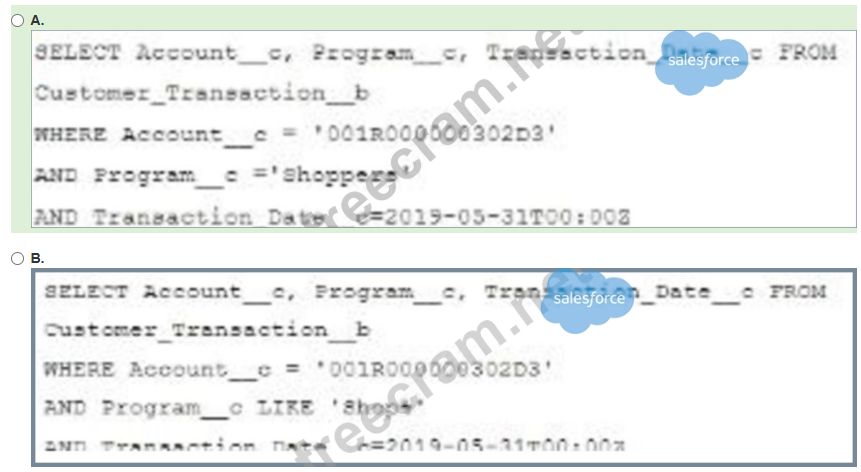 A.
SELECT Account__c, Program__c, Transaction_Date__c FROM
salesforce
Customer_Transaction__b
WHERE Account__c = '001R000000302D3'
AND Program__c ='Shoppers'
AND Transaction_Date__c=2019-05-31T00:00Z
freecram.net
B.
SELECT Account__c, Program__c, Transaction_Date__c FROM
salesforce
Customer_Transaction__b
WHERE Account__c = '001R000000302D3'
AND Program__c LIKE
AND Transaction_Date__c=2019-05-31T00:00Z
freecram.net